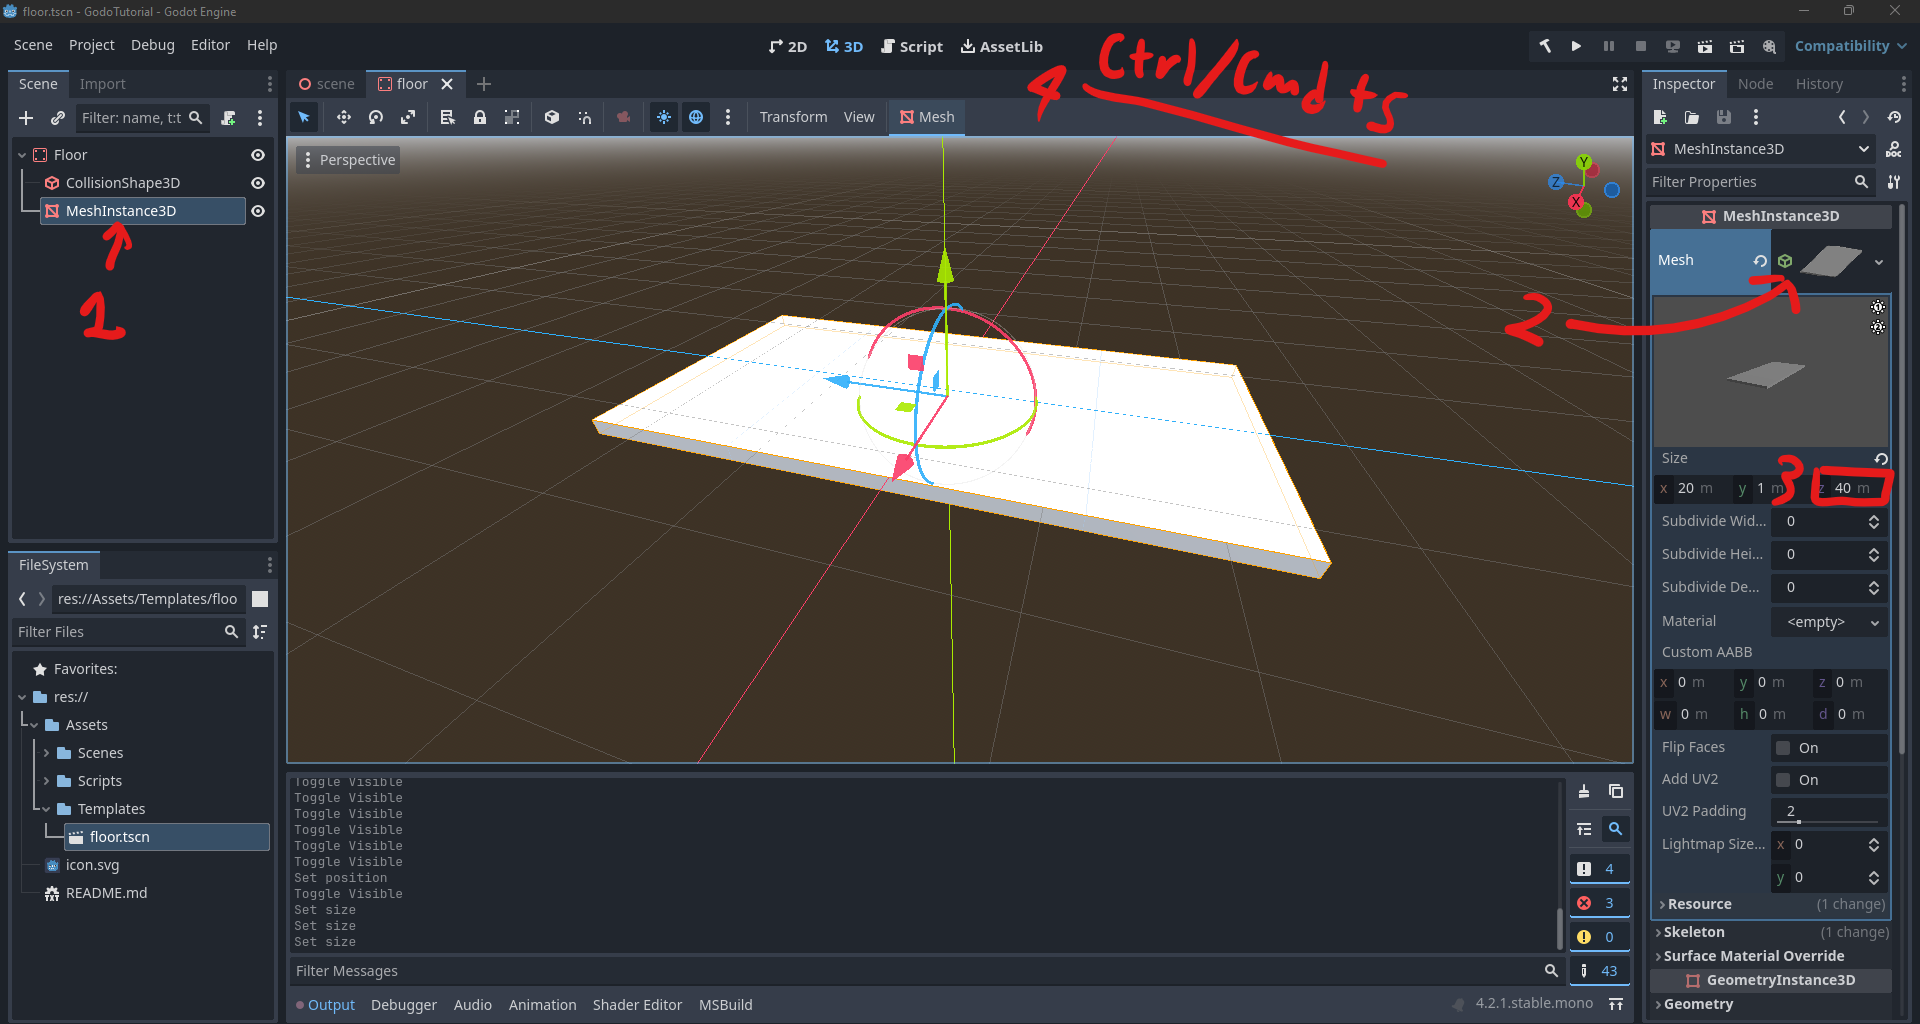 floor.tscn - GodoTutorial - Godot Engine
Scene Project Debug Editor Help
2D 3D Script AssetLib
Compatibility
4 Ctrl/Cmd + s
Scene Import
Filter: name, t:t
Floor
CollisionShape3D
MeshInstance3D
1
FileSystem
res://Assets/Templates/floo
Filter Files
Favorites:
res://
Assets
Scenes
Scripts
Templates
floor.tscn
icon.svg
README.md
scene floor
Transform View Mesh
Perspective
Y
Z
X
2
Toggle Visible
Toggle Visible
Toggle Visible
Toggle Visible
Toggle Visible
Toggle Visible
Set position
Toggle Visible
Set size
Set size
Set size
4
3
0
43
Filter Messages
Output Debugger Audio Animation Shader Editor MSBuild
4.2.1.stable.mono
Inspector Node History
MeshInstance3D
Filter Properties
MeshInstance3D
Mesh
1
2
Size
x 20 m y 1 m 3 z 40 m
Subdivide Wid... 0
Subdivide Hei... 0
Subdivide De... 0
Material <empty>
Custom AABB
x 0 m y 0 m z 0 m
w 0 m h 0 m d 0 m
Flip Faces On
Add UV2 On
UV2 Padding 2
Lightmap Size... x 0
y 0
Resource (1 change)
Skeleton (1 change)
Surface Material Override
GeometryInstance3D
Geometry